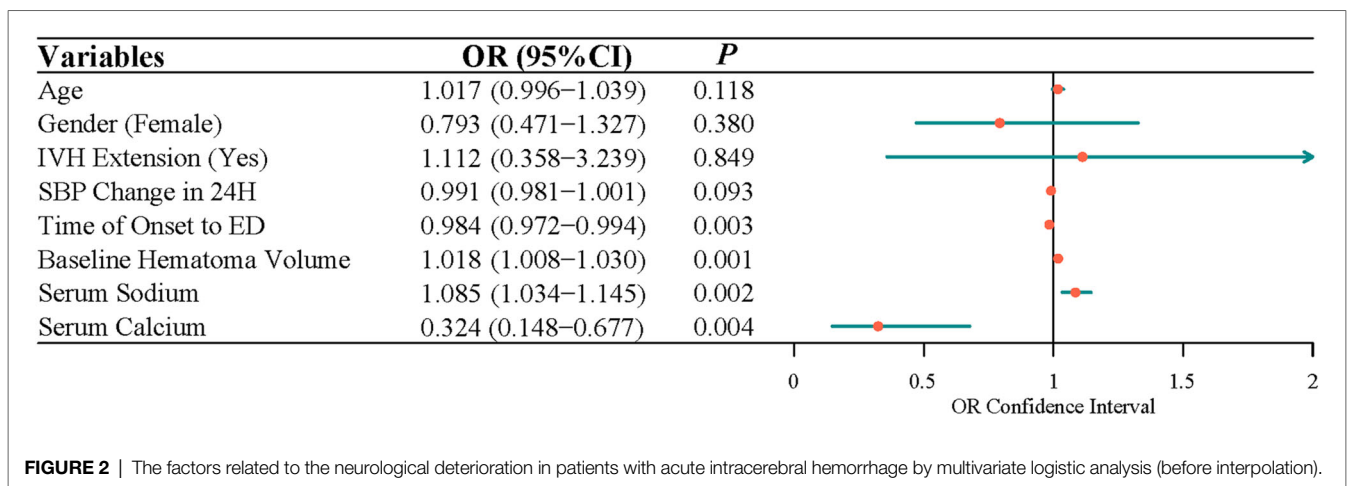 Variables OR (95%CI) P
Age 1.017 (0.996−1.039) 0.118
Gender (Female) 0.793 (0.471−1.327) 0.380
IVH Extension (Yes) 1.112 (0.358−3.239) 0.849
SBP Change in 24H 0.991 (0.981−1.001) 0.093
Time of Onset to ED 0.984 (0.972−0.994) 0.003
Baseline Hematoma Volume 1.018 (1.008−1.030) 0.001
Serum Sodium 1.085 (1.034−1.145) 0.002
Serum Calcium 0.324 (0.148−0.677) 0.004
0 0.5 1 1.5 2
OR Confidence Interval
FIGURE 2 | The factors related to the neurological deterioration in patients with acute intracerebral hemorrhage by multivariate logistic analysis (before interpolation).